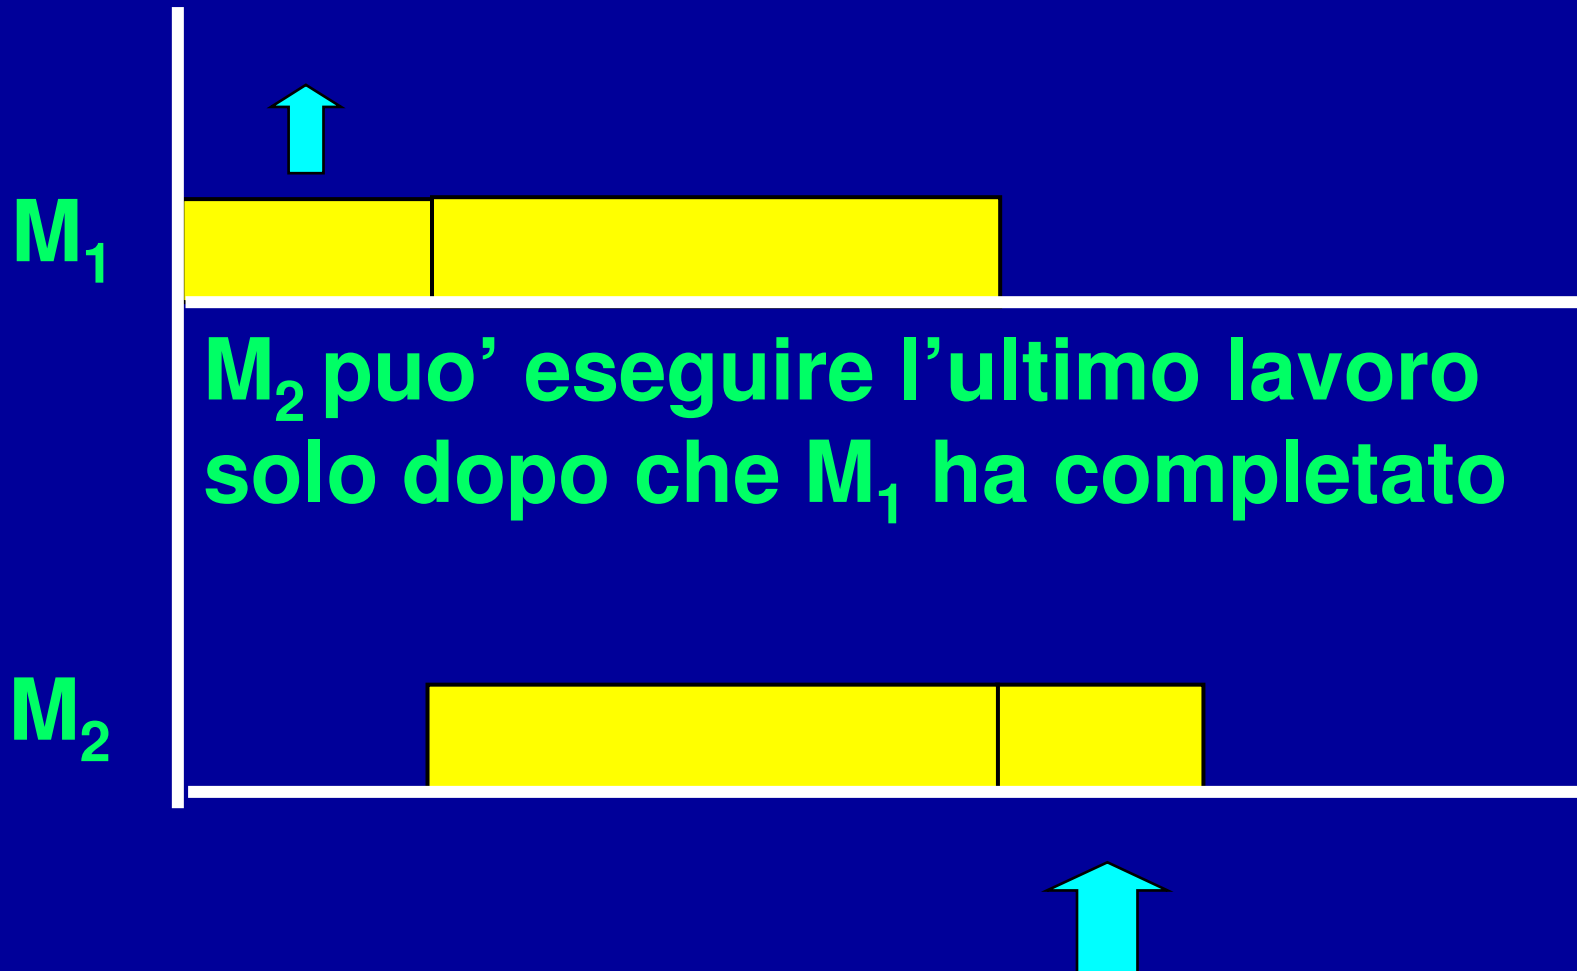 M₁
M₂ puo’ eseguire l’ultimo lavoro
solo dopo che M₁ ha completato
M₂